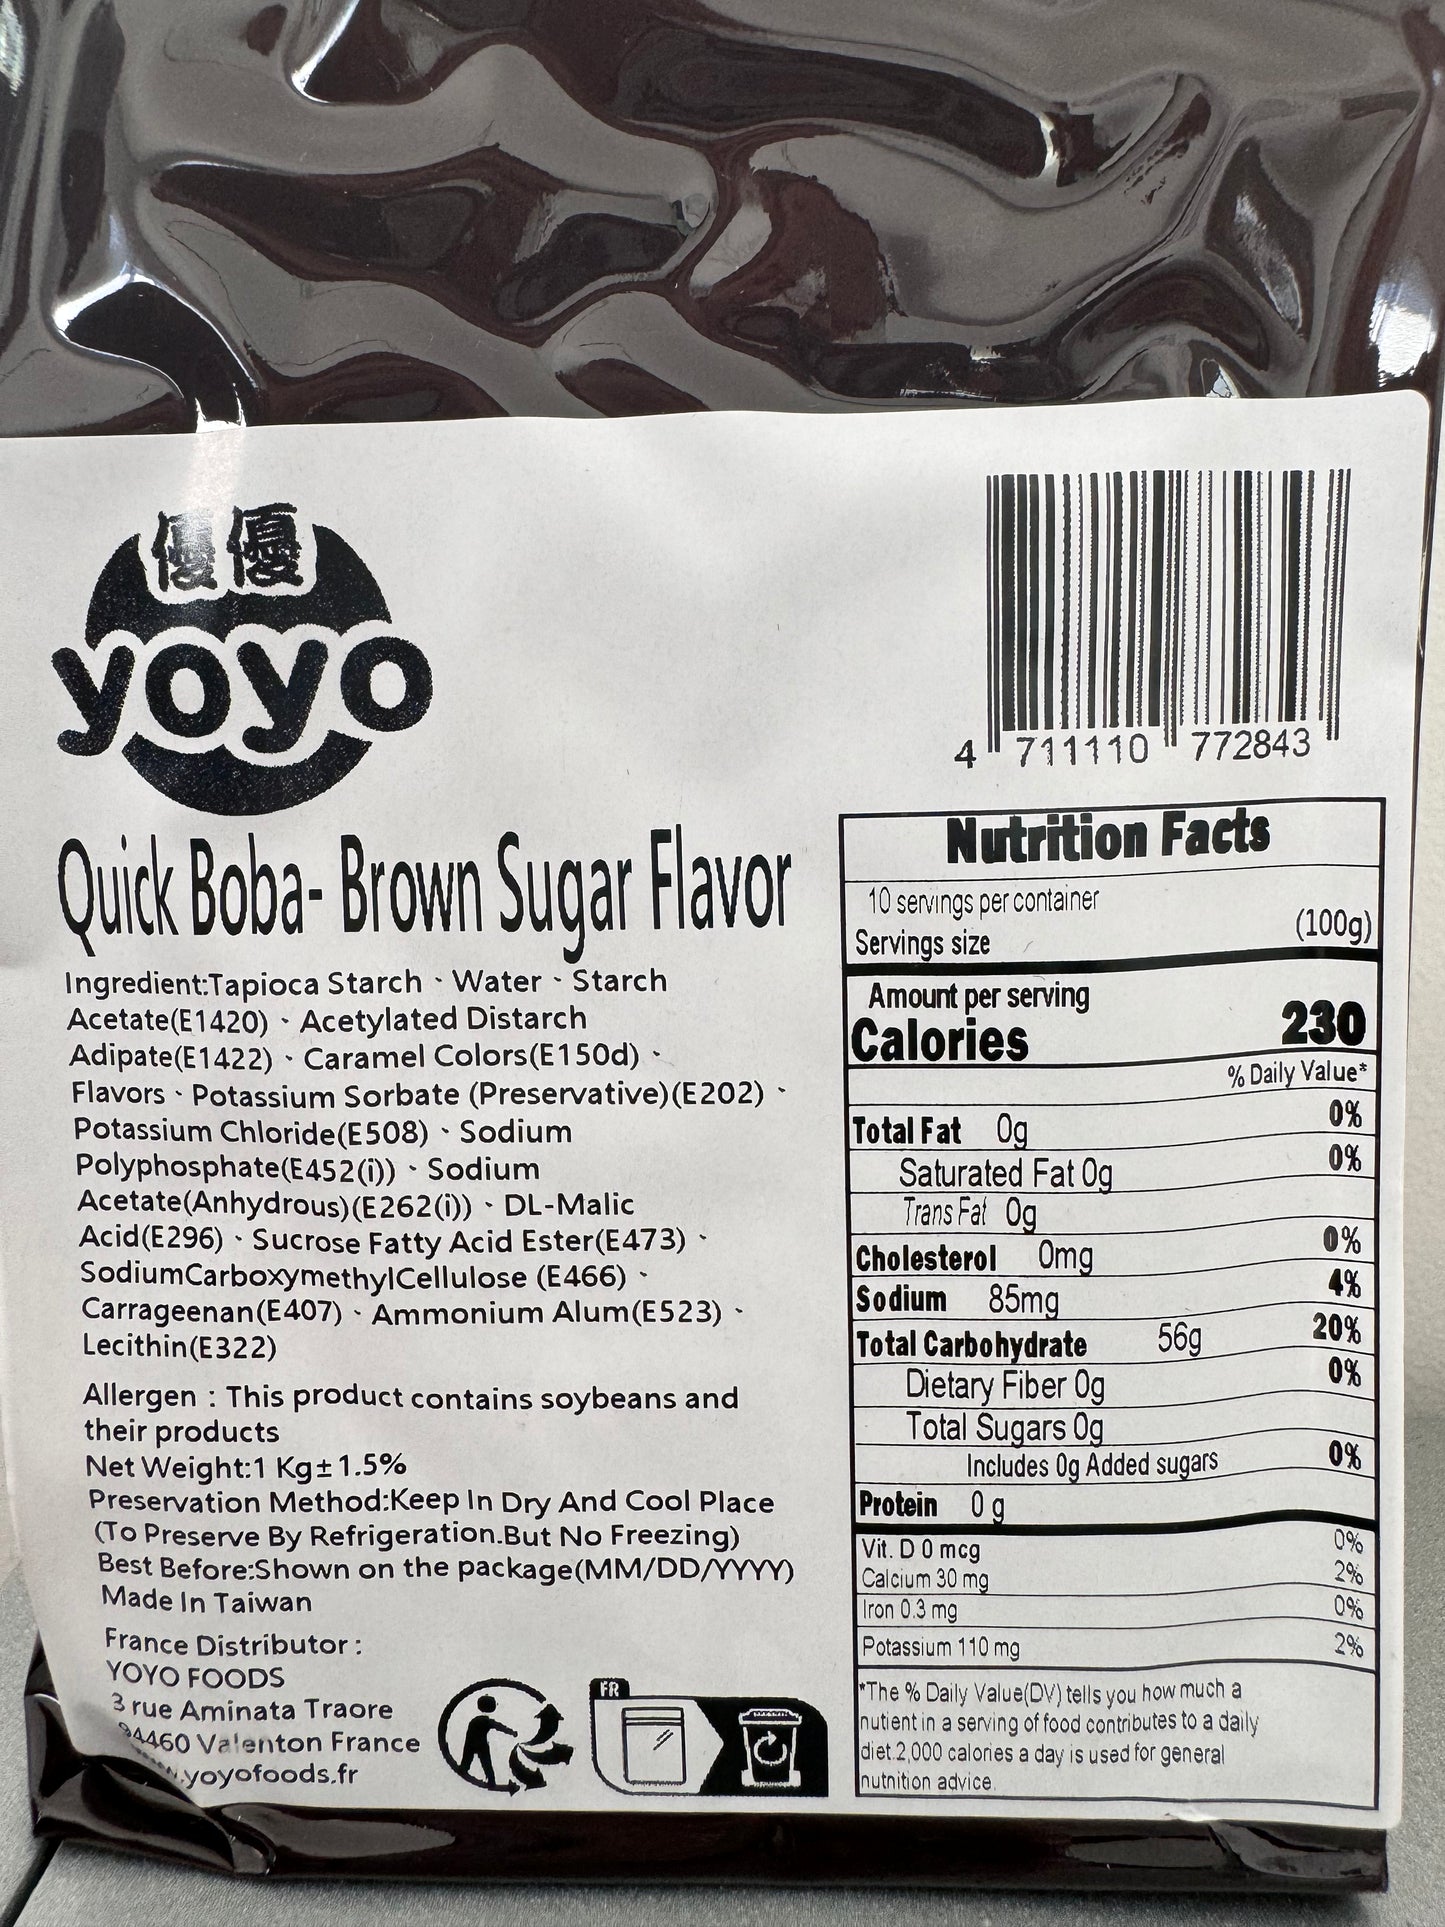 優優
yoyo
4 711110 772843
Quick Boba- Brown Sugar Flavor
Ingredient:Tapioca Starch、Water、Starch
Acetate(E1420)、Acetylated Distarch
Adipate(E1422)、Caramel Colors(E150d)、
Flavors、Potassium Sorbate (Preservative)(E202)、
Potassium Chloride(E508)、Sodium
Polyphosphate(E452(i))、Sodium
Acetate(Anhydrous)(E262(i))、DL-Malic
Acid(E296)、Sucrose Fatty Acid Ester(E473)、
SodiumCarboxymethylCellulose (E466)、
Carrageenan(E407)、Ammonium Alum(E523)、
Lecithin(E322)
Allergen : This product contains soybeans and
their products
Net Weight:1 Kg±1.5%
Preservation Method:Keep In Dry And Cool Place
(To Preserve By Refrigeration.But No Freezing)
Best Before:Shown on the package(MM/DD/YYYY)
Made In Taiwan
France Distributor :
YOYO FOODS
3 rue Aminata Traore
94460 Valenton France
yoyofoods.fr
FR
Nutrition Facts
10 servings per container
Servings size (100g)
Amount per serving
Calories 230
% Daily Value*
Total Fat 0g 0%
Saturated Fat 0g 0%
Trans Fat 0g
Cholesterol 0mg 0%
Sodium 85mg 4%
Total Carbohydrate 56g 20%
Dietary Fiber 0g 0%
Total Sugars 0g
Includes 0g Added sugars 0%
Protein 0 g
Vit. D 0 mcg 0%
Calcium 30 mg 2%
Iron 0.3 mg 0%
Potassium 110 mg 2%
*The % Daily Value(DV) tells you how much a
nutient in a serving of food contributes to a daily
diet.2,000 calories a day is used for general
nutnition advice.